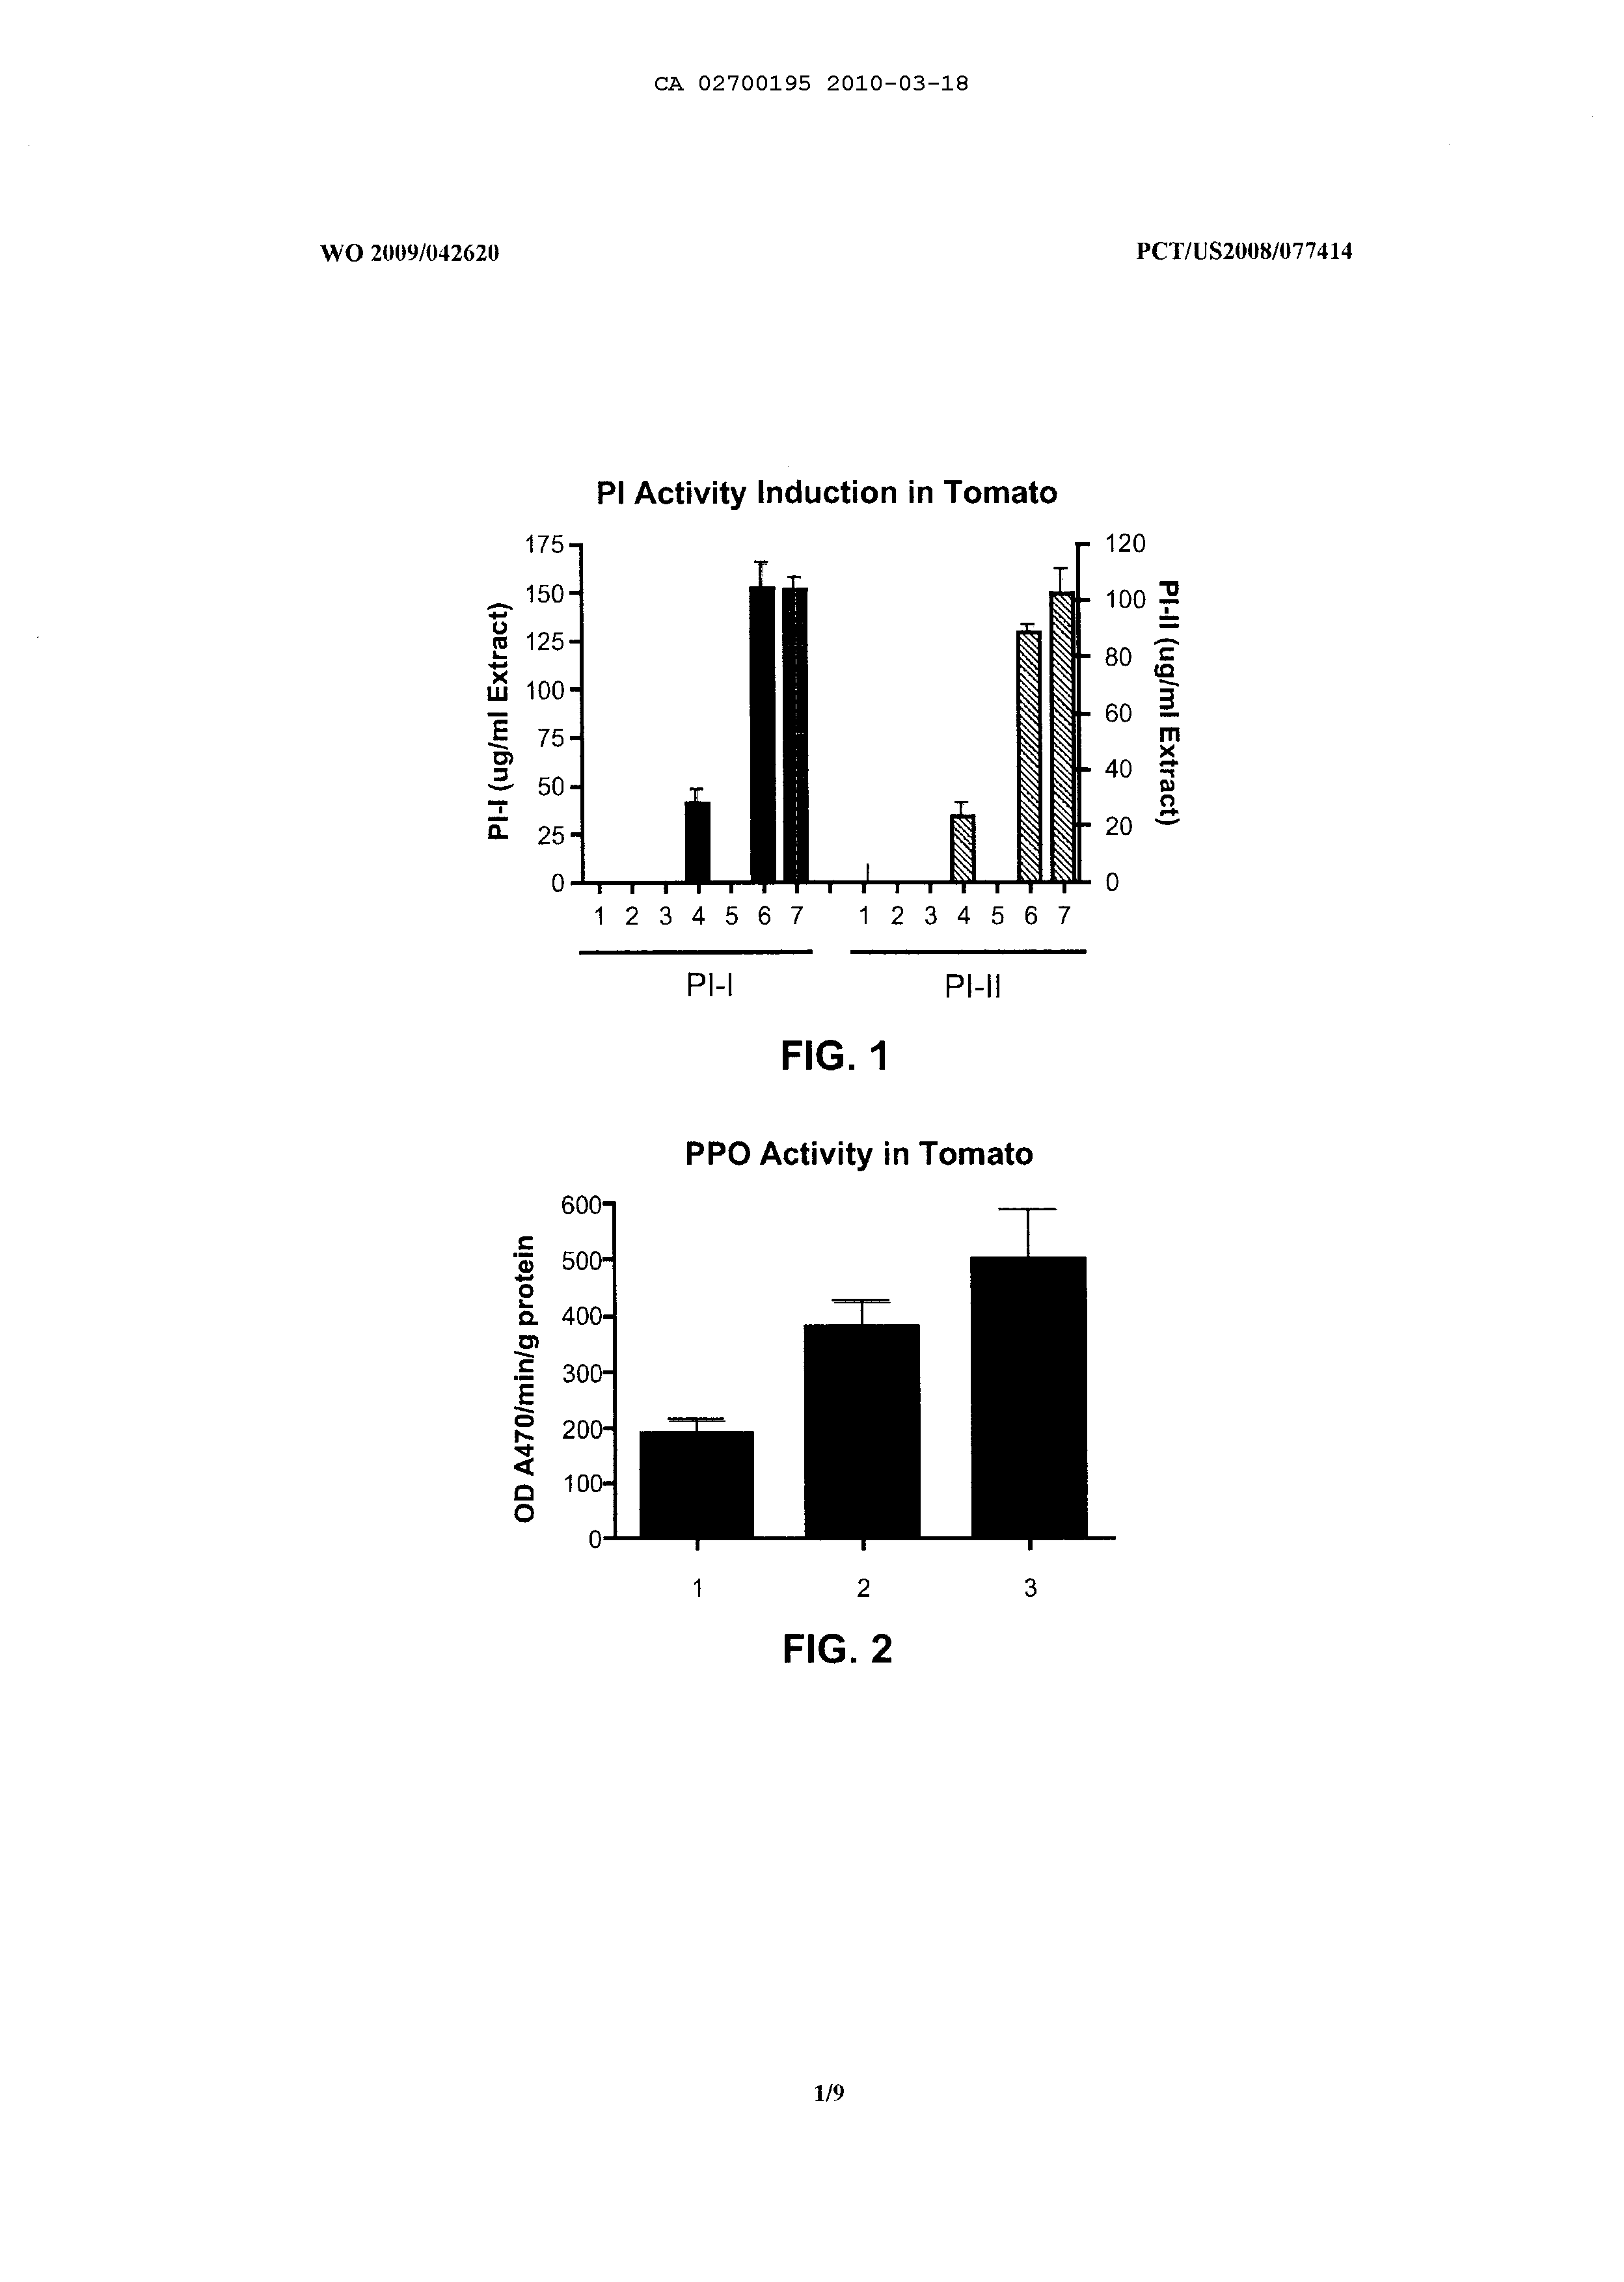 CA 02700195 2010-03-18
WO 2009/042620 PCT/US2008/077414
PI Activity Induction in Tomato
PI-I (ug/ml Extract)
175
150
125
100
75
50
25
0
120
100
80
60
40
20
0
PI-II (ug/ml Extract)
1 2 3 4 5 6 7 1 2 3 4 5 6 7
PI-I PI-II
FIG. 1
PPO Activity in Tomato
OD A470/min/g protein
600
500
400
300
200
100
0
1 2 3
FIG. 2
1/9